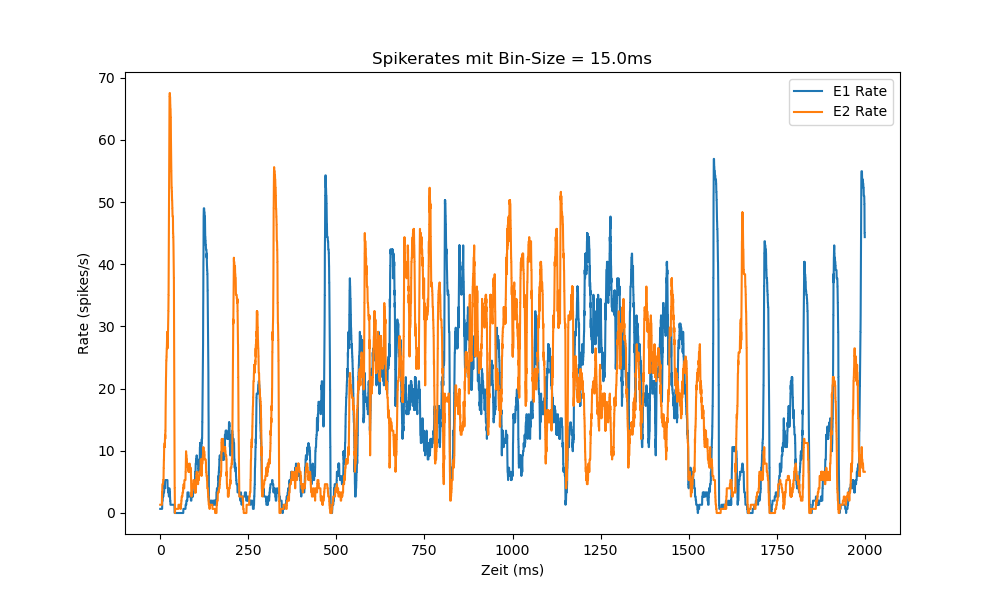 Spikerates mit Bin-Size = 15.0ms
E1 Rate
E2 Rate
70
60
50
40
30
20
10
0
Rate (spikes/s)
0 250 500 750 1000 1250 1500 1750 2000
Zeit (ms)